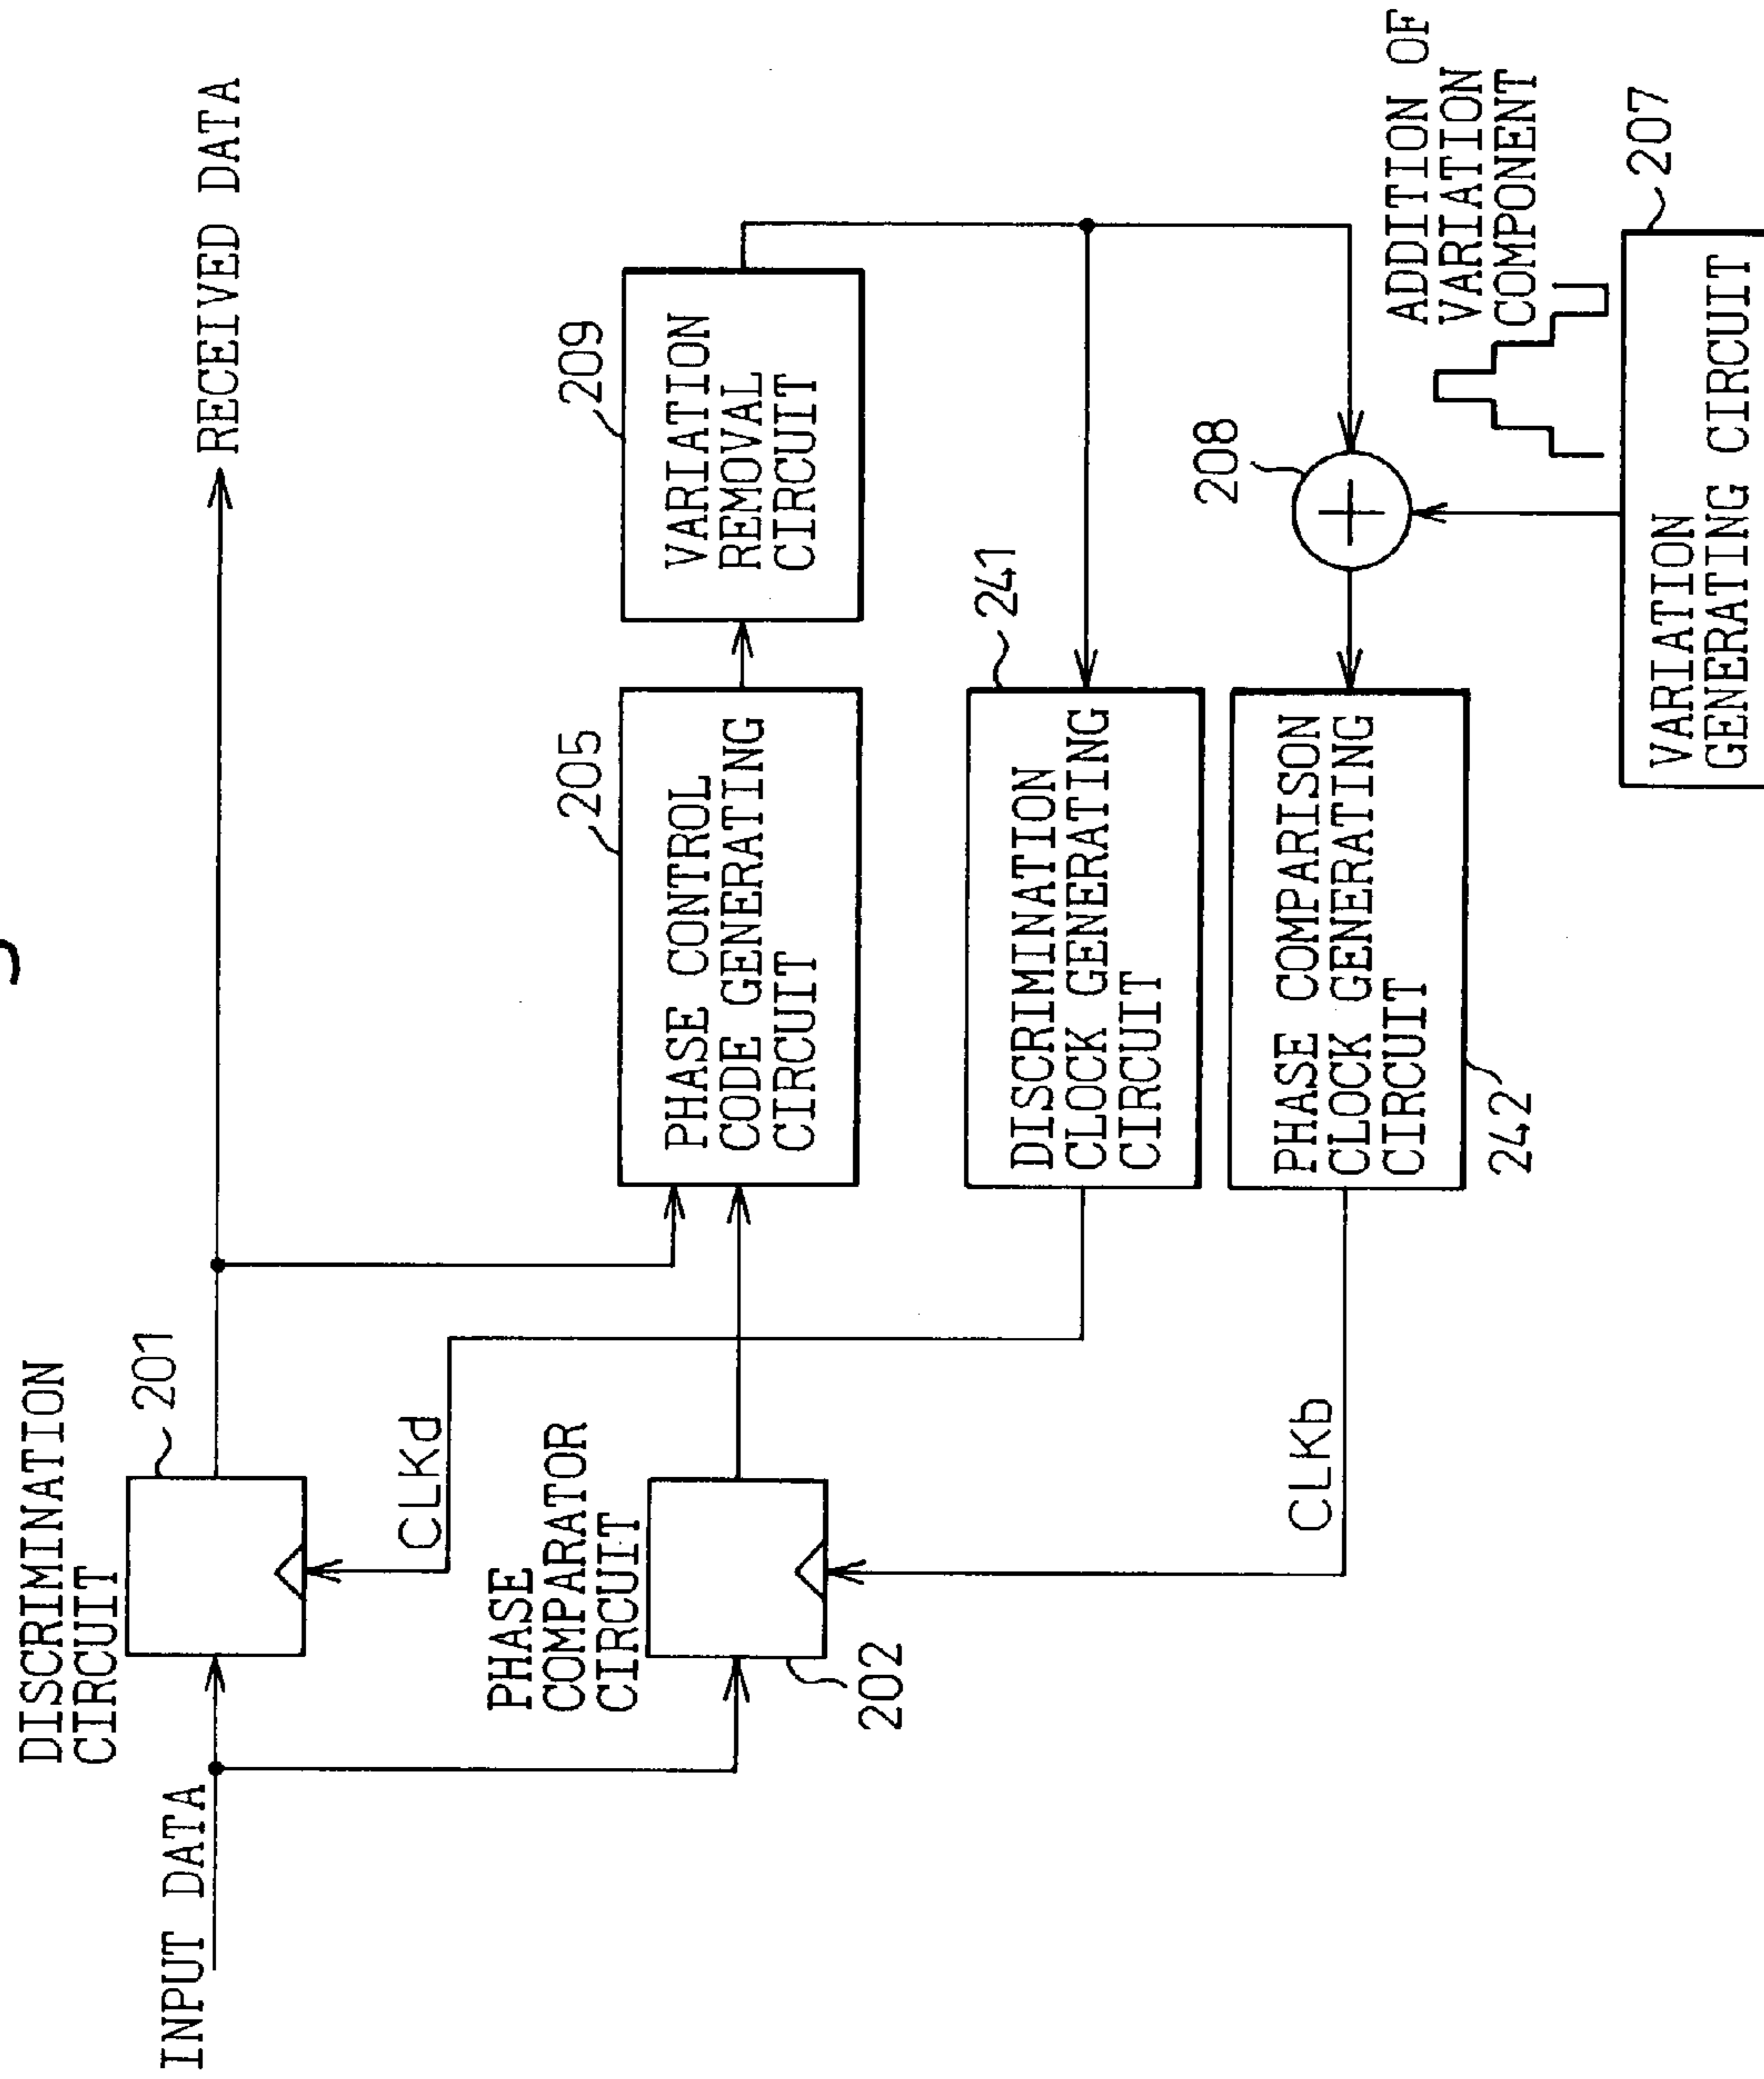 DISCRIMINATION
CIRCUIT
201
INPUT DATA
RECEIVED DATA
CLKd
PHASE
COMPARATOR
CIRCUIT
202
205
PHASE CONTROL
CODE GENERATING
CIRCUIT
209
VARIATION
REMOVAL
CIRCUIT
241
DISCRIMINATION
CLOCK GENERATING
CIRCUIT
208
+
PHASE COMPARISON
CLOCK GENERATING
CIRCUIT
242
CLKb
ADDITION OF
VARIATION
COMPONENT
207
VARIATION
GENERATING CIRCUIT